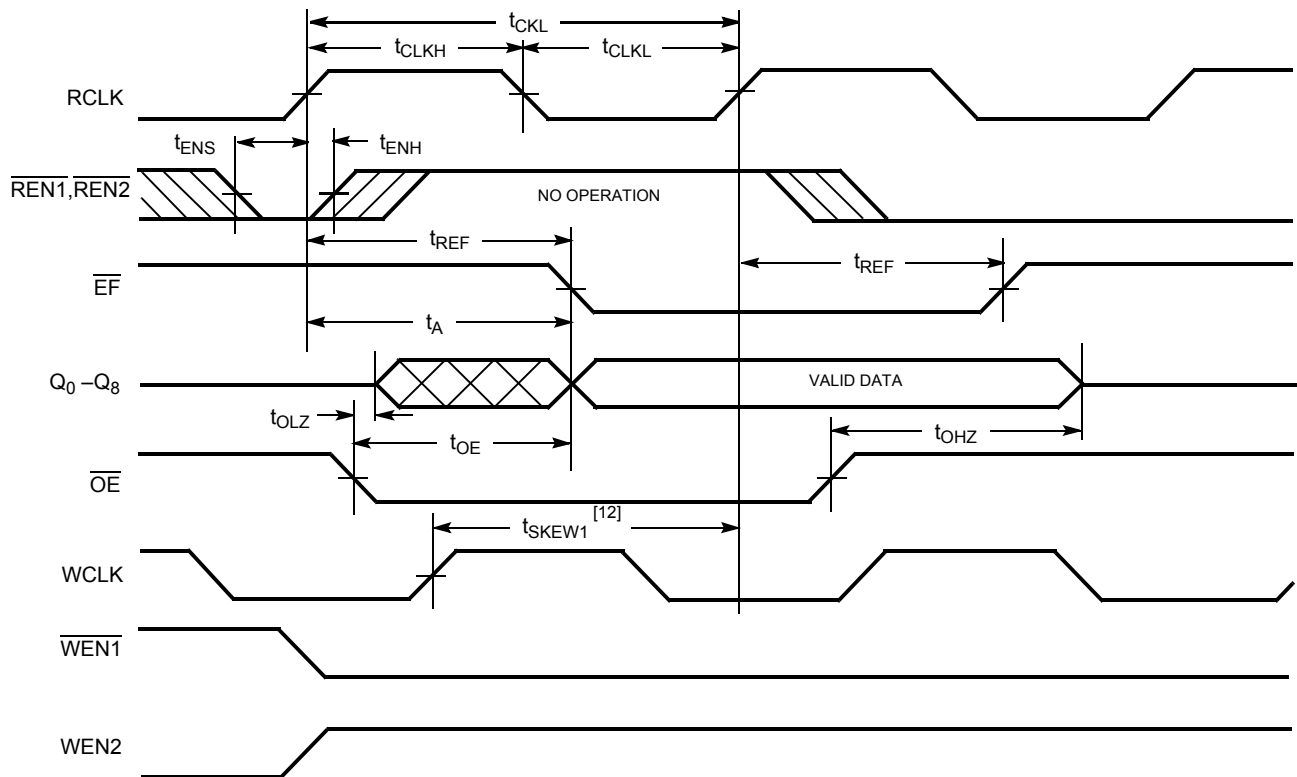 tCKL
tCLKH
tCLKL
RCLK
tENS
tENH
REN1,REN2
NO OPERATION
tREF
tREF
EF
tA
Q0 –Q8
VALID DATA
tOLZ
tOE
tOHZ
OE
tSKEW1 [12]
WCLK
WEN1
WEN2